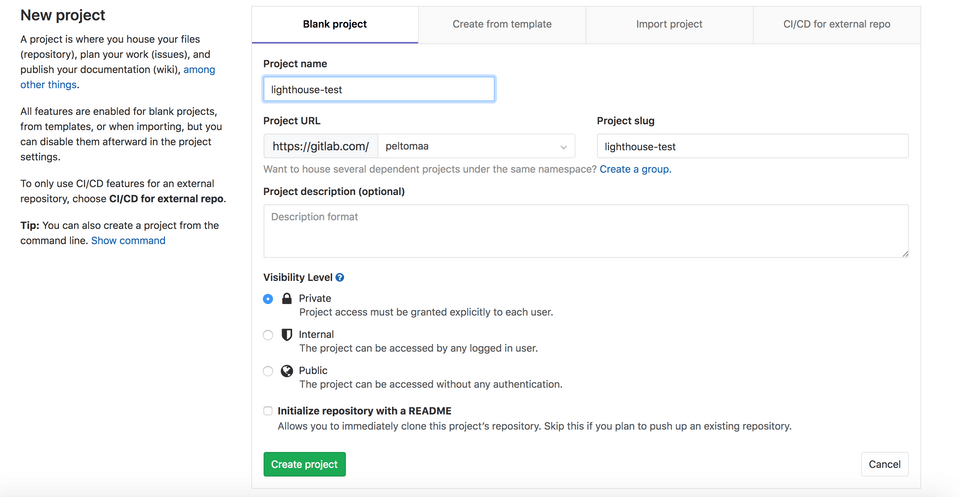 New project
A project is where you house your files
(repository), plan your work (issues), and
publish your documentation (wiki), among
other things.
All features are enabled for blank projects,
from templates, or when importing, but you
can disable them afterward in the project
settings.
To only use CI/CD features for an external
repository, choose CI/CD for external repo.
Tip: You can also create a project from the
command line. Show command
Blank project
Create from template
Import project
CI/CD for external repo
Project name
lighthouse-test
Project URL
https://gitlab.com/
peltomaa
Project slug
lighthouse-test
Want to house several dependent projects under the same namespace? Create a group.
Project description (optional)
Description format
Visibility Level
Private
Project access must be granted explicitly to each user.
Internal
The project can be accessed by any logged in user.
Public
The project can be accessed without any authentication.
Initialize repository with a README
Allows you to immediately clone this project's repository. Skip this if you plan to push up an existing repository.
Create project
Cancel